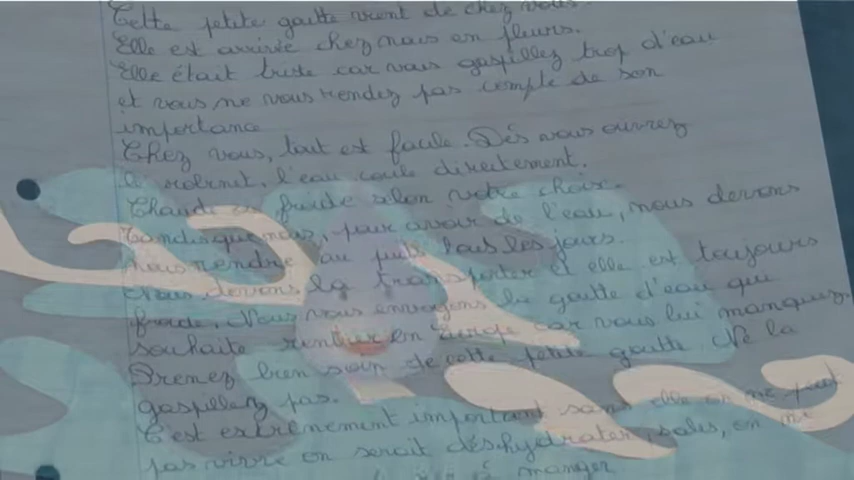 Cette petite goutte vient de chez vous.
Elle est arrivée chez nous en fleurs.
Elle était triste car vous gaspillez trop d'eau
et vous ne vous rendez pas compte de son
importance
Chez vous, tout est facile. Dès vous ouvrez
le robinet, l'eau coule directement.
Chaude ou froide selon votre choix.
Tandis que nous, pour avoir de l'eau, nous devons
nous rendre au puits tous les jours.
Nous devons la transporter et elle est toujours
froide. Nous vous envoyons la goutte d'eau qui
souhaite rentrer en Europe car vous lui manquez.
Prenez bien soin de cette petite goutte. Ne la
gaspillez pas.
C'est extrêmement important sans elle on ne peut
pas vivre on serait déshydrater, sales, on ne
manger